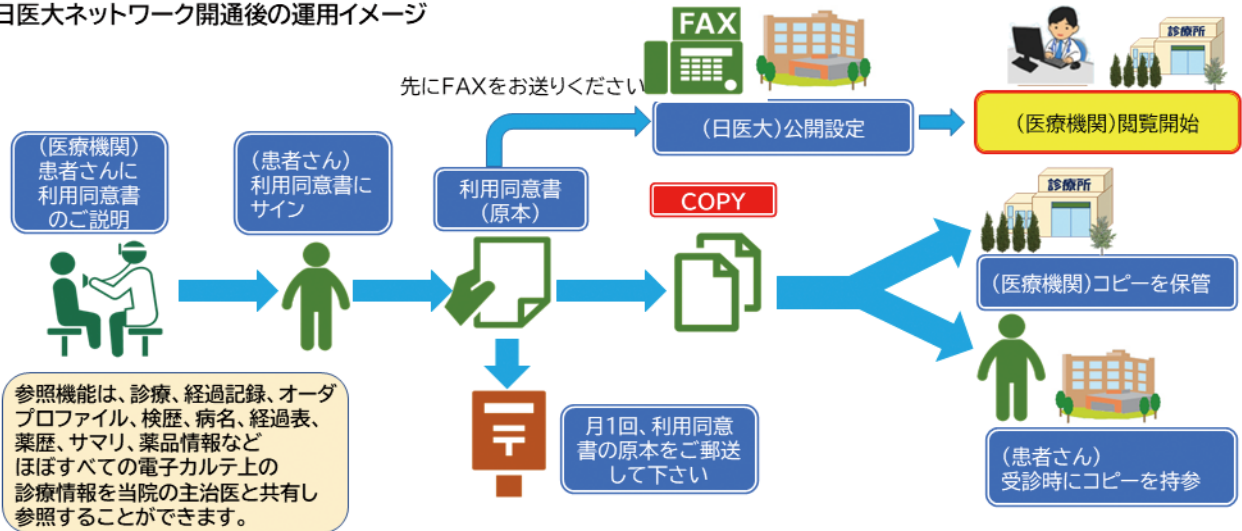 日医大ネットワーク開通後の運用イメージ
FAX
診療所
先にFAXをお送りください
(日医大)公開設定
(医療機関)閲覧開始
(医療機関)
患者さんに
利用同意書
のご説明
(患者さん)
利用同意書に
サイン
利用同意書
(原本)
COPY
診療所
(医療機関)コピーを保管
参照機能は、診療、経過記録、オーダ
プロファイル、検歴、病名、経過表、
薬歴、サマリ、薬品情報など
ほぼすべての電子カルテ上の
診療情報を当院の主治医と共有し
参照することができます。
〒
月1回、利用同意
書の原本をご郵送
して下さい
(患者さん)
受診時にコピーを持参